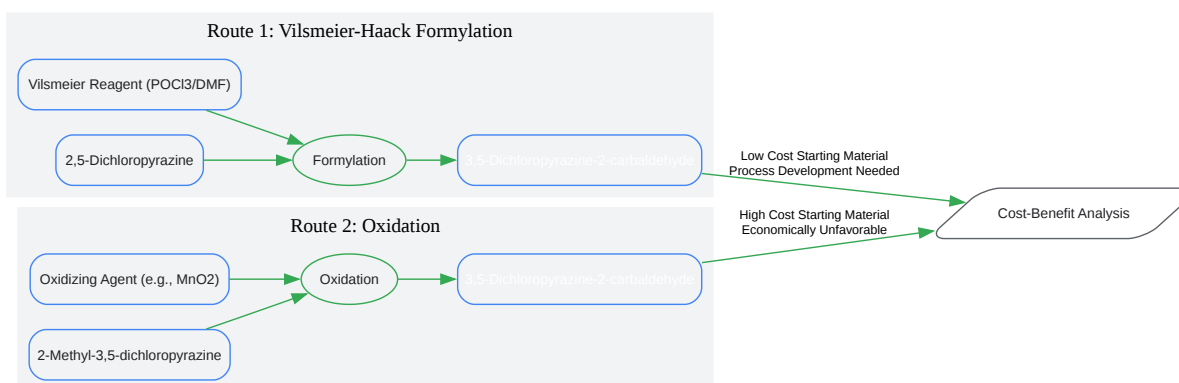 Route 1: Vilsmeier-Haack Formylation
Vilsmeier Reagent (POCl3/DMF)
2,5-Dichloropyrazine
Formylation
3,5-Dichloropyrazine-2-carbaldehyde
Low Cost Starting Material
Process Development Needed
Cost-Benefit Analysis
Route 2: Oxidation
High Cost Starting Material
Economically Unfavorable
Oxidizing Agent (e.g., MnO2)
Oxidation
3,5-Dichloropyrazine-2-carbaldehyde
2-Methyl-3,5-dichloropyrazine